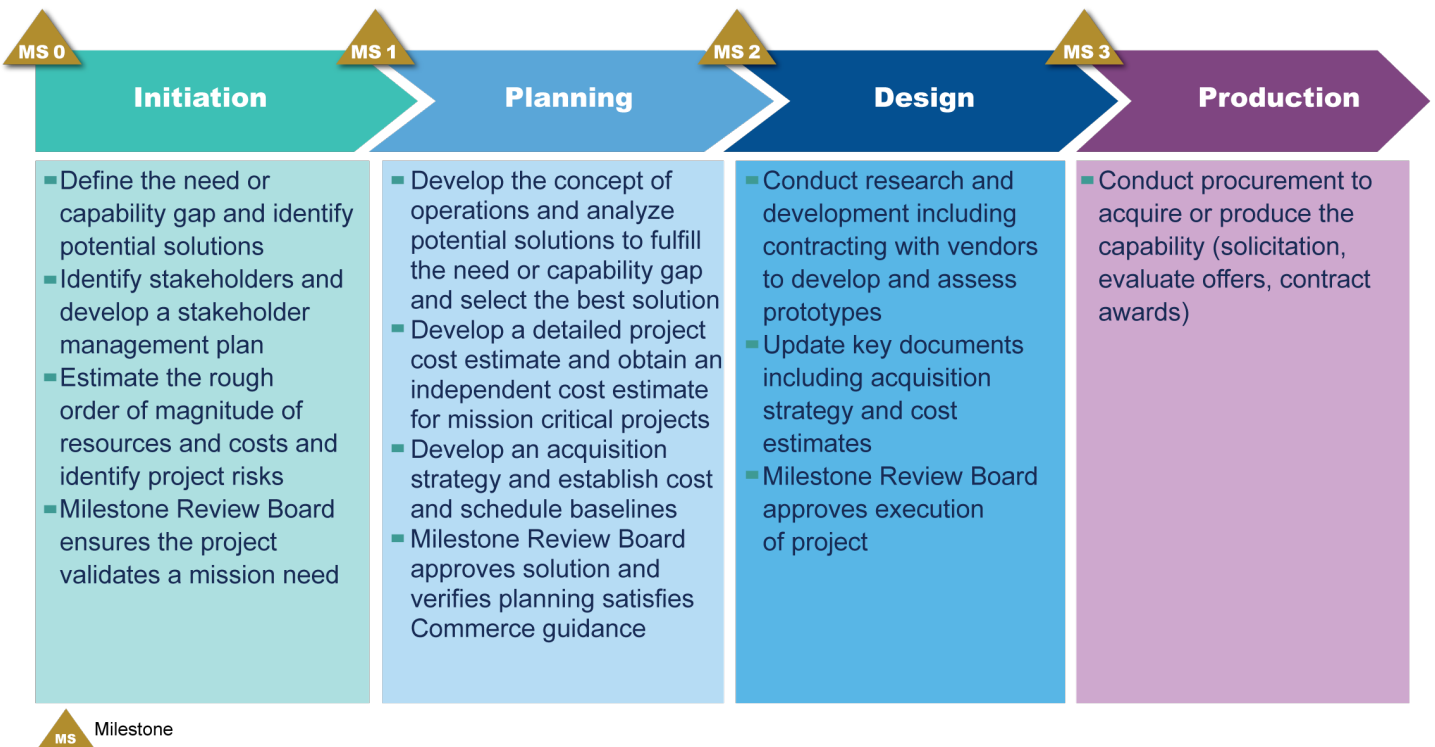 MS 0
MS 1
MS 2
MS 3
Initiation
Planning
Design
Production
Define the need or
capability gap and identify
potential solutions
Identify stakeholders and
develop a stakeholder
management plan
Estimate the rough
order of magnitude of
resources and costs and
identify project risks
Milestone Review Board
ensures the project
validates a mission need
Develop the concept of
operations and analyze
potential solutions to fulfill
the need or capability gap
and select the best solution
Develop a detailed project
cost estimate and obtain an
independent cost estimate
for mission critical projects
Develop an acquisition
strategy and establish cost
and schedule baselines
Milestone Review Board
approves solution and
verifies planning satisfies
Commerce guidance
Conduct research and
development including
contracting with vendors
to develop and assess
prototypes
Update key documents
including acquisition
strategy and cost
estimates
Milestone Review Board
approves execution
of project
Conduct procurement to
acquire or produce the
capability (solicitation,
evaluate offers, contract
awards)
MS Milestone